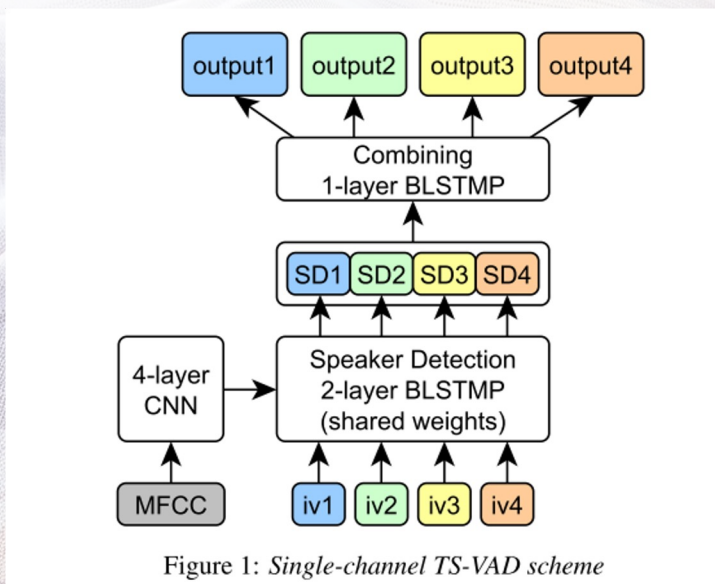 output1 output2 output3 output4
Combining
1-layer BLSTMP
SD1 SD2 SD3 SD4
4-layer
CNN
Speaker Detection
2-layer BLSTMP
(shared weights)
MFCC iv1 iv2 iv3 iv4
Figure 1: Single-channel TS-VAD scheme